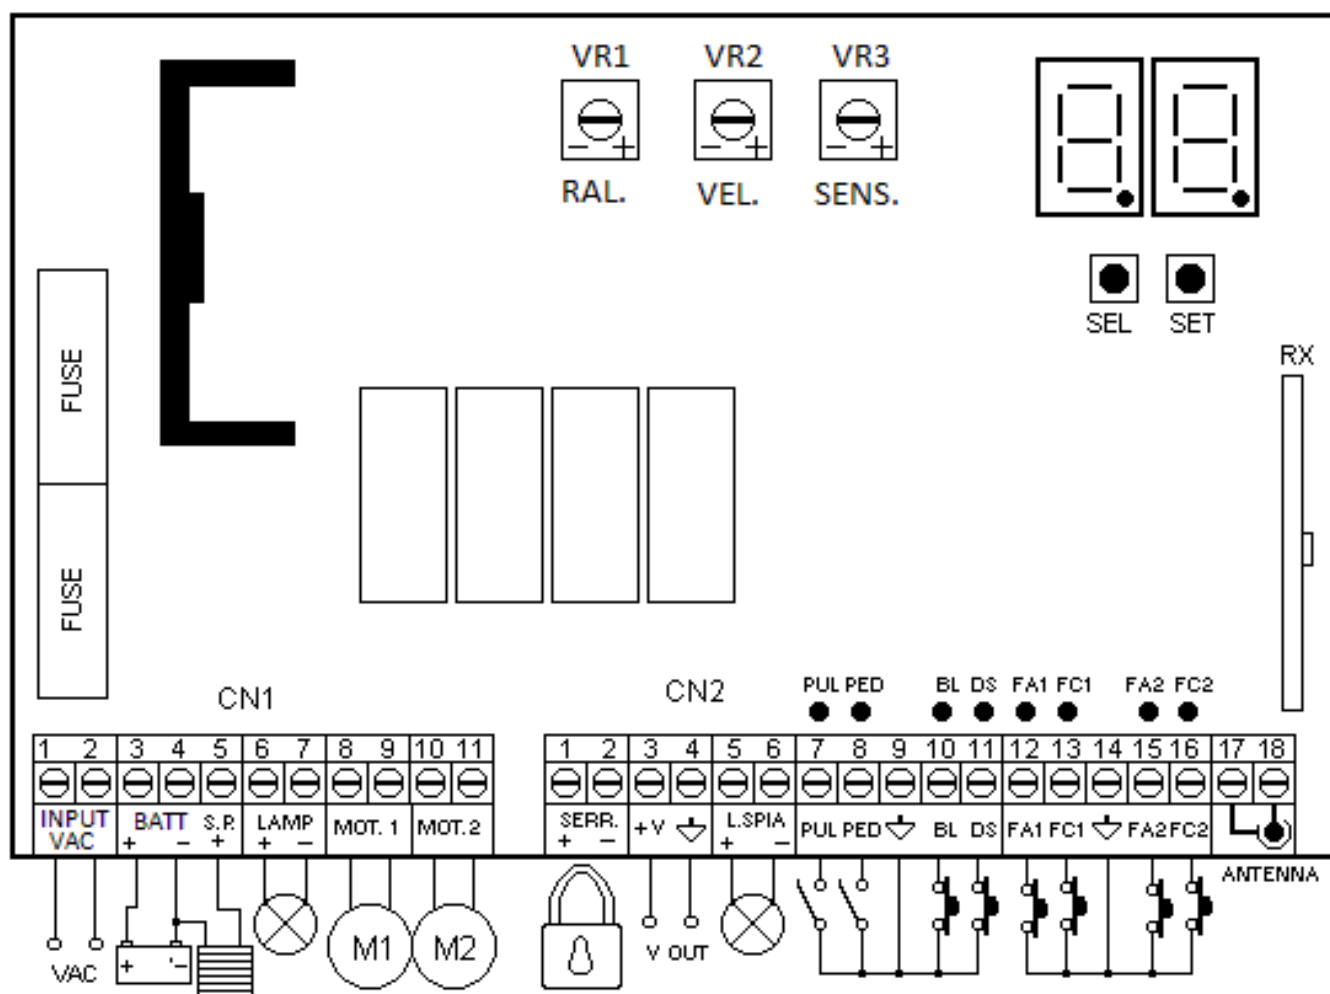 VR1 VR2 VR3
− + − + − +
RAL. VEL. SENS.
SEL SET
RX
FUSE
FUSE
CN1 CN2
PUL PED BL DS FA1 FC1 FA2 FC2
1 2 3 4 5 6 7 8 9 10 11
1 2 3 4 5 6 7 8 9 10 11 12 13 14 15 16 17 18
INPUT VAC BATT + − S.P. + LAMP + − MOT. 1 MOT. 2
SERR. + − +V L.SPIA + − PUL PED BL DS FA1 FC1 FA2 FC2
ANTENNA
VAC + − M1 M2 V OUT